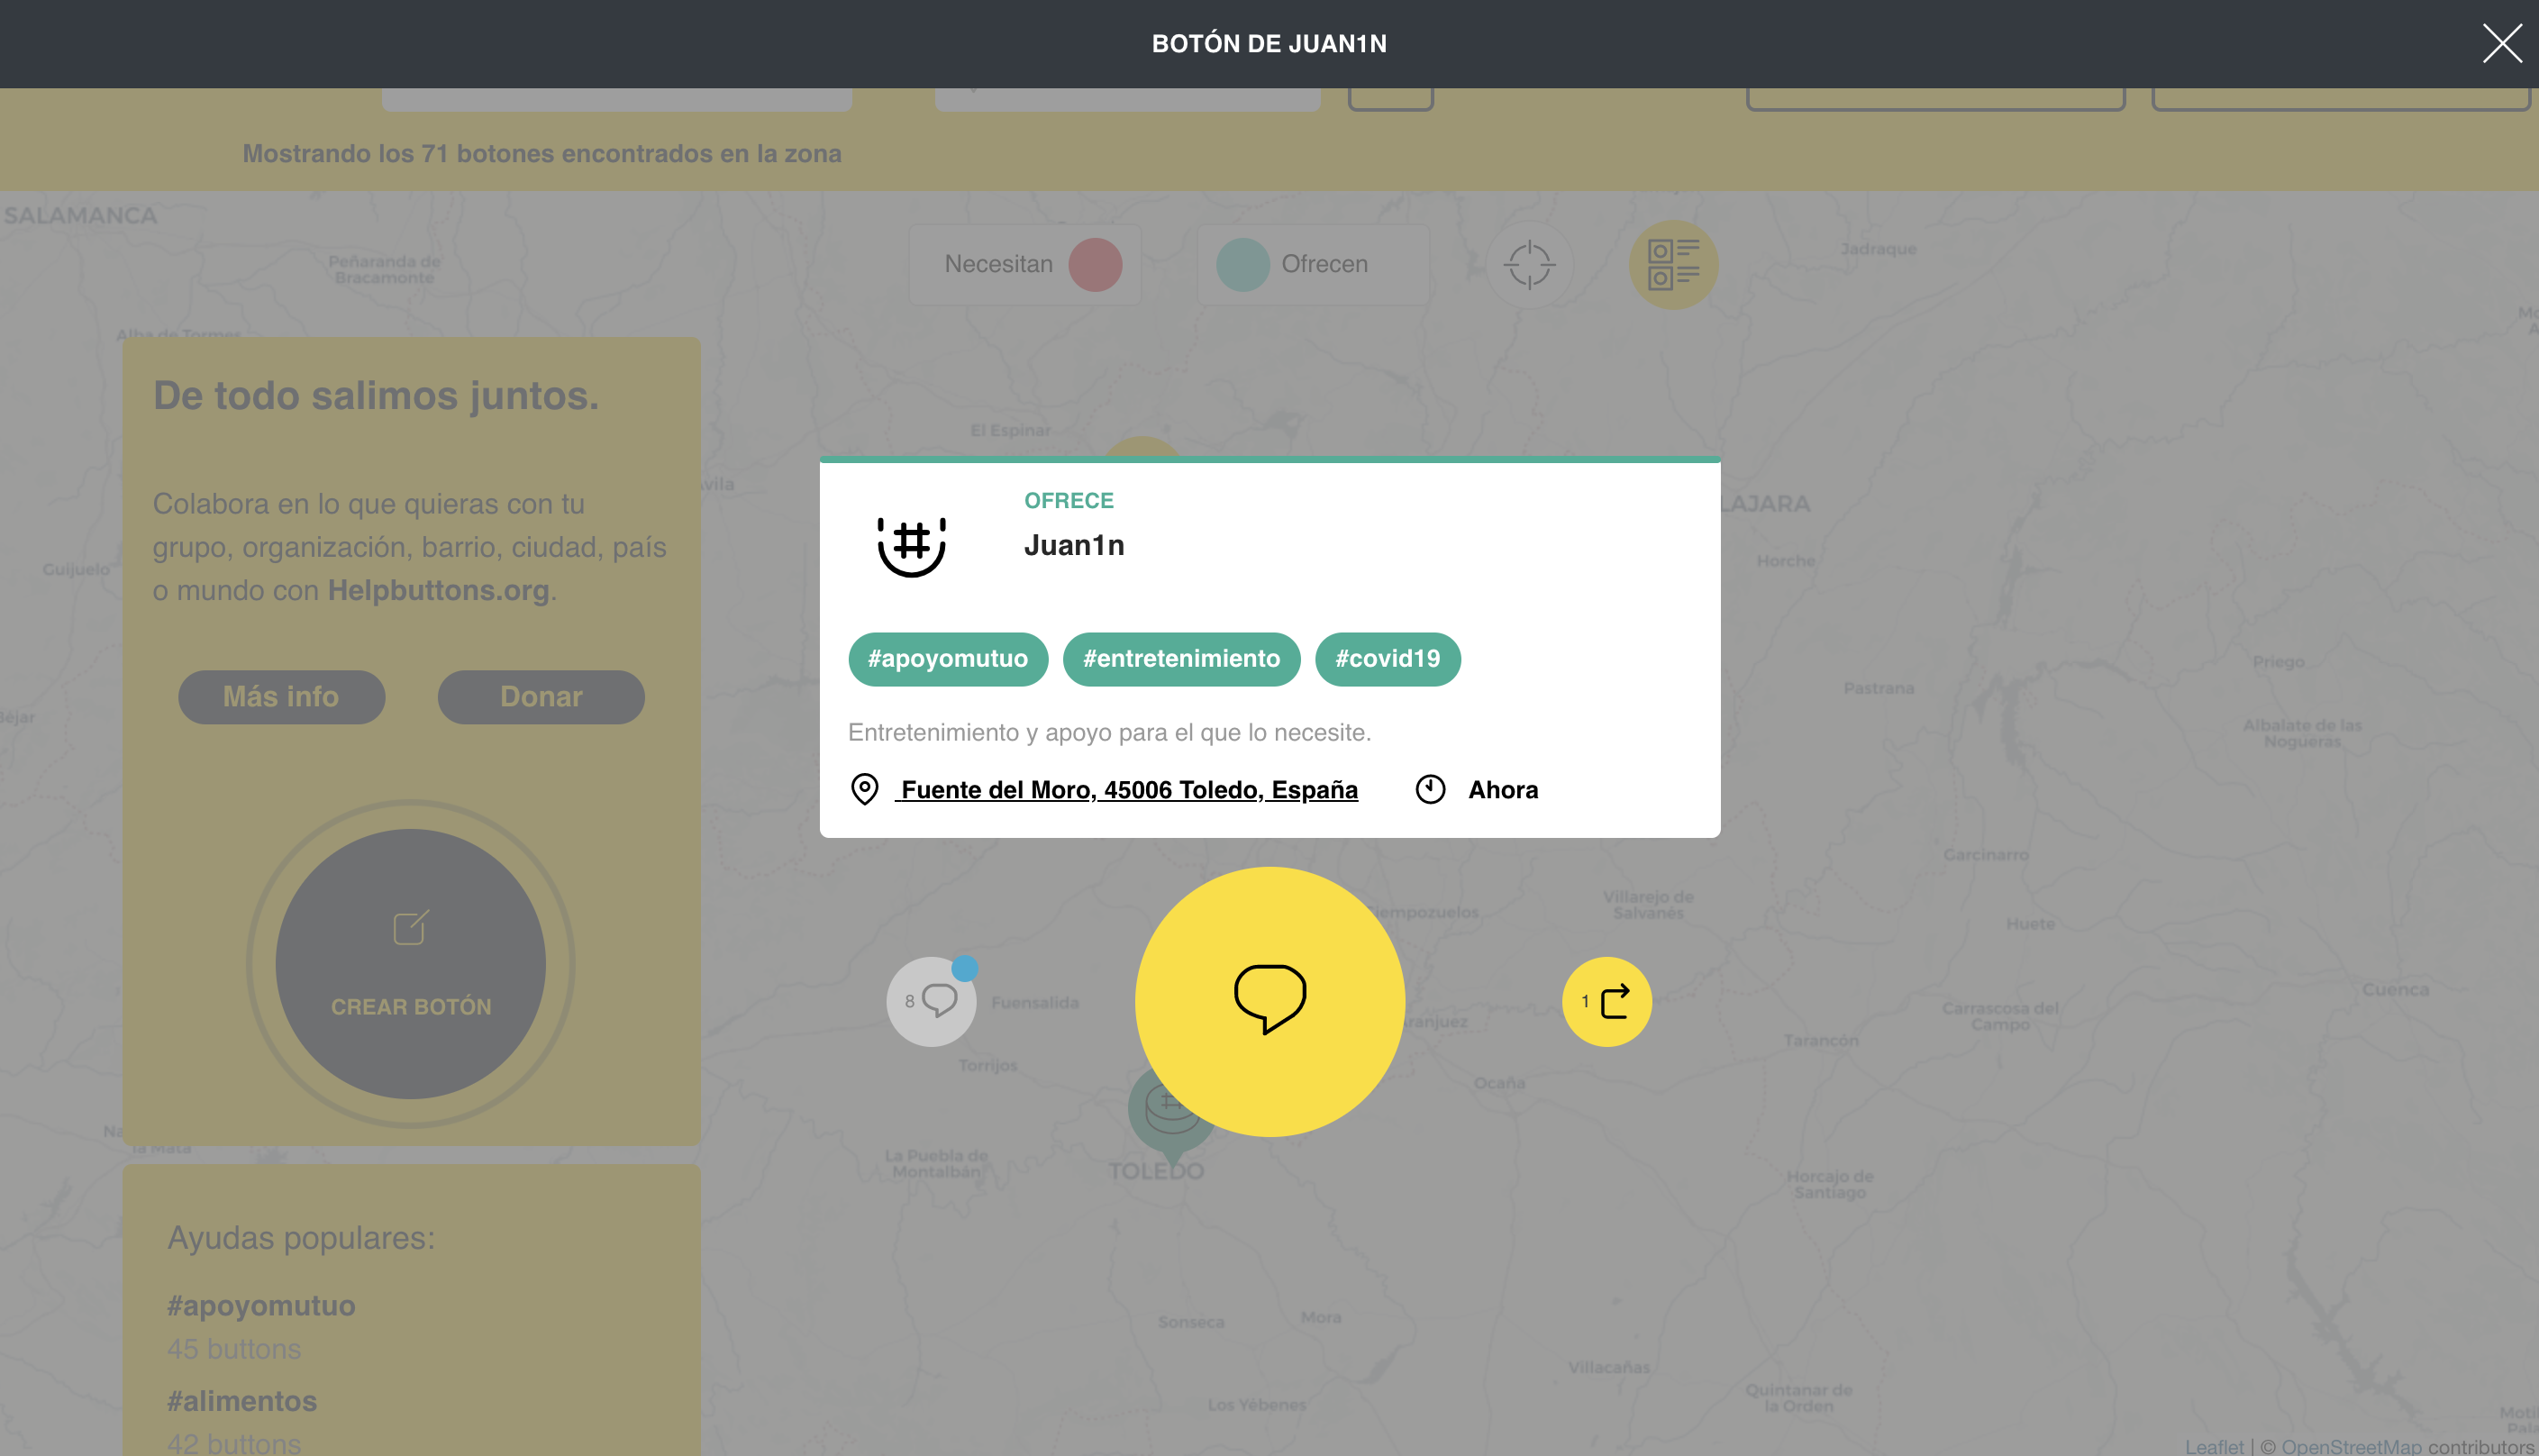 BOTÓN DE JUAN1N
Mostrando los 71 botones encontrados en la zona
SALAMANCA
Peñaranda de
Bracamonte
Necesitan
Ofrecen
Jadraque
Alba de Tormes
De todo salimos juntos.
El Espinar
Colabora en lo que quieras con tu
grupo, organización, barrio, ciudad, país
o mundo con Helpbuttons.org.
Guijuelo
Más info
Donar
CREAR BOTÓN
OFRECE
Juan1n
#apoyomutuo
#entretenimiento
#covid19
Entretenimiento y apoyo para el que lo necesite.
Fuente del Moro, 45006 Toledo, España
Ahora
LAJARA
Horche
Pastrana
Priego
Albalate de las
Nogueras
Garcinarro
Villarejo de
Salvanés
Huete
8
Fuensalida
1
Carrascosa del
Campo
Cuenca
Tarancón
Torrijos
Ocaña
La Puebla de
Montalbán
TOLEDO
Horcajo de
Santiago
la Mata
Ayudas populares:
#apoyomutuo
45 buttons
#alimentos
42 buttons
Sonseca
Mora
Villacañas
Los Yébenes
Quintanar de
la Orden
Leaflet | © OpenStreetMap contributors